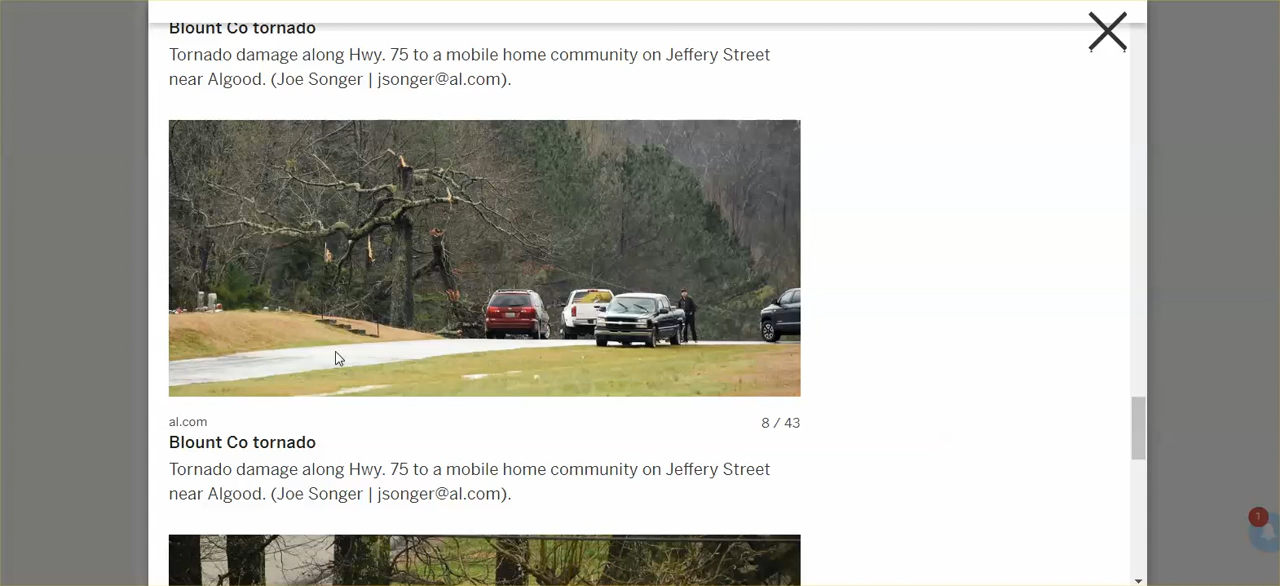 Blount Co tornado
Tornado damage along Hwy. 75 to a mobile home community on Jeffery Street
near Algood. (Joe Songer | jsonger@al.com).
al.com
8 / 43
Blount Co tornado
Tornado damage along Hwy. 75 to a mobile home community on Jeffery Street
near Algood. (Joe Songer | jsonger@al.com).
1